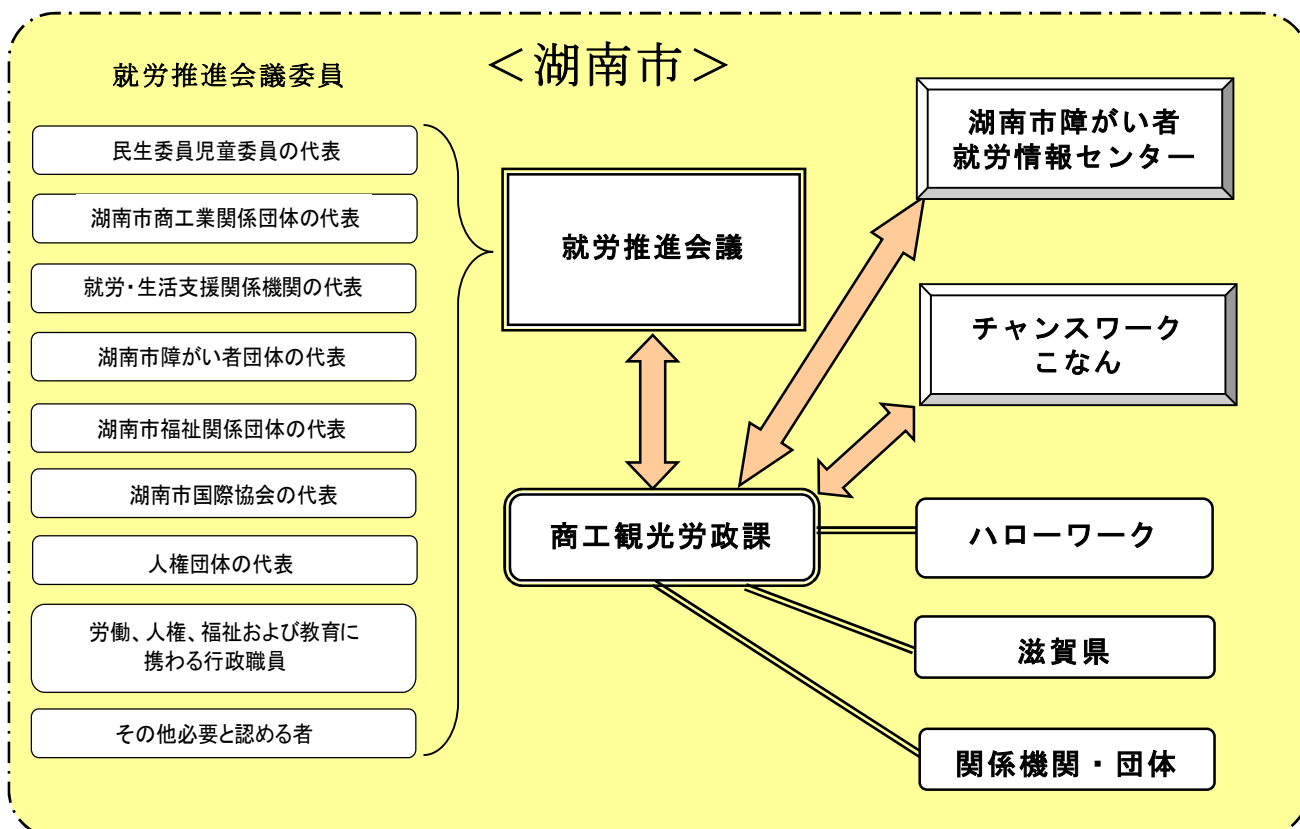 ＜湖南市＞
就労推進会議委員
民生委員児童委員の代表
湖南市商工業関係団体の代表
就労・生活支援関係機関の代表
湖南市障がい者団体の代表
湖南市福祉関係団体の代表
湖南市国際協会の代表
人権団体の代表
労働、人権、福祉および教育に
携わる行政職員
その他必要と認める者
就労推進会議
商工観光労政課
湖南市障がい者
就労情報センター
チャンスワーク
こなん
ハローワーク
滋賀県
関係機関・団体